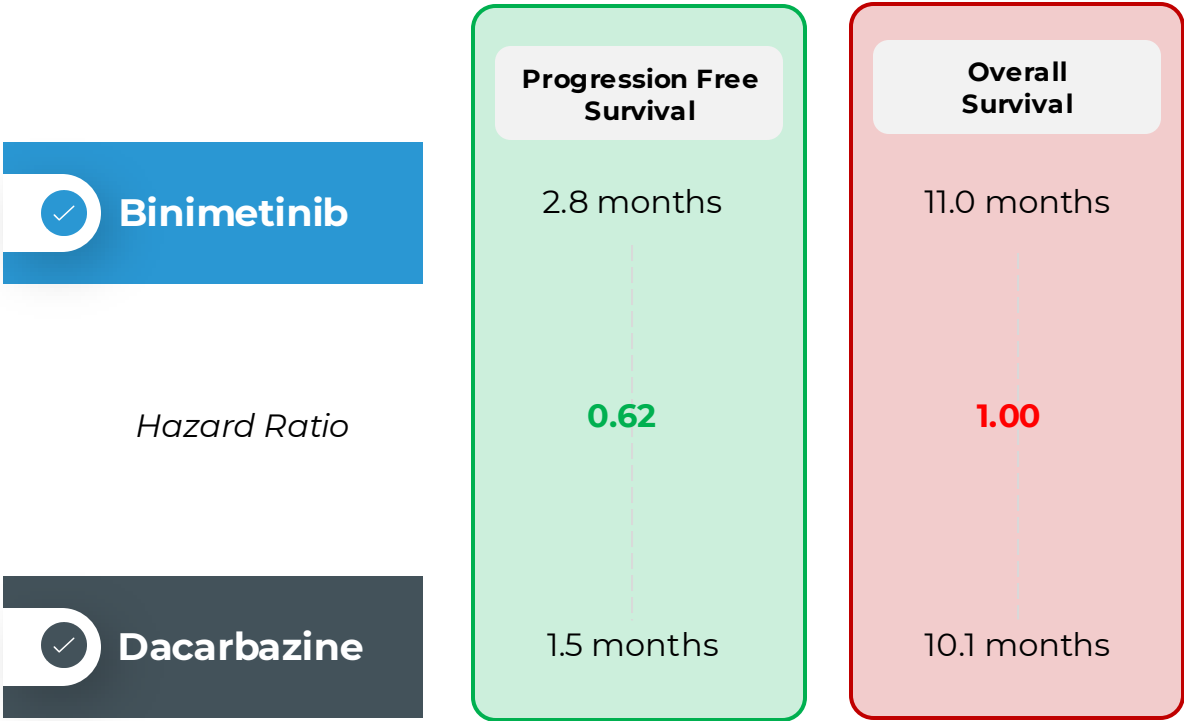 Progression Free
Survival
Overall
Survival
Binimetinib
2.8 months
11.0 months
Hazard Ratio
0.62
1.00
Dacarbazine
1.5 months
10.1 months